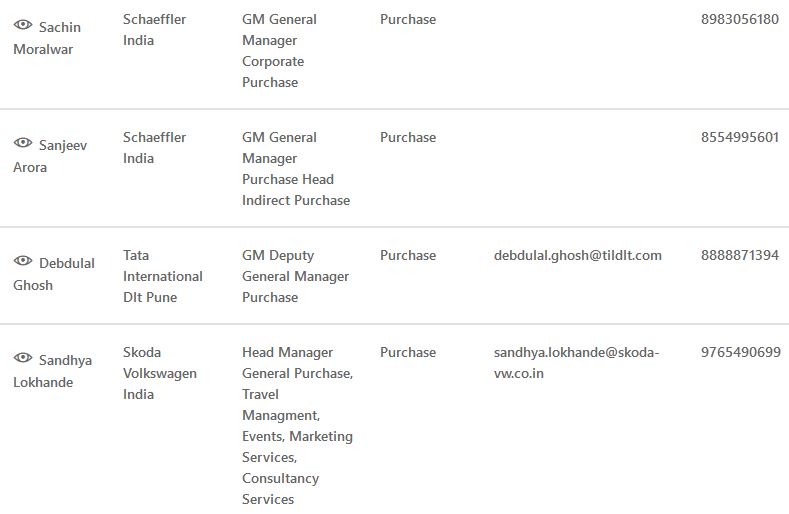 Sachin Moralwar
Schaeffler India
GM General Manager Corporate Purchase
Purchase
8983056180
Sanjeev Arora
Schaeffler India
GM General Manager Purchase Head Indirect Purchase
Purchase
8554995601
Debdulal Ghosh
Tata International Dlt Pune
GM Deputy General Manager Purchase
Purchase
debdulal.ghosh@tildlt.com
8888871394
Sandhya Lokhande
Skoda Volkswagen India
Head Manager General Purchase, Travel Managment, Events, Marketing Services, Consultancy Services
Purchase
sandhya.lokhande@skoda-vw.co.in
9765490699